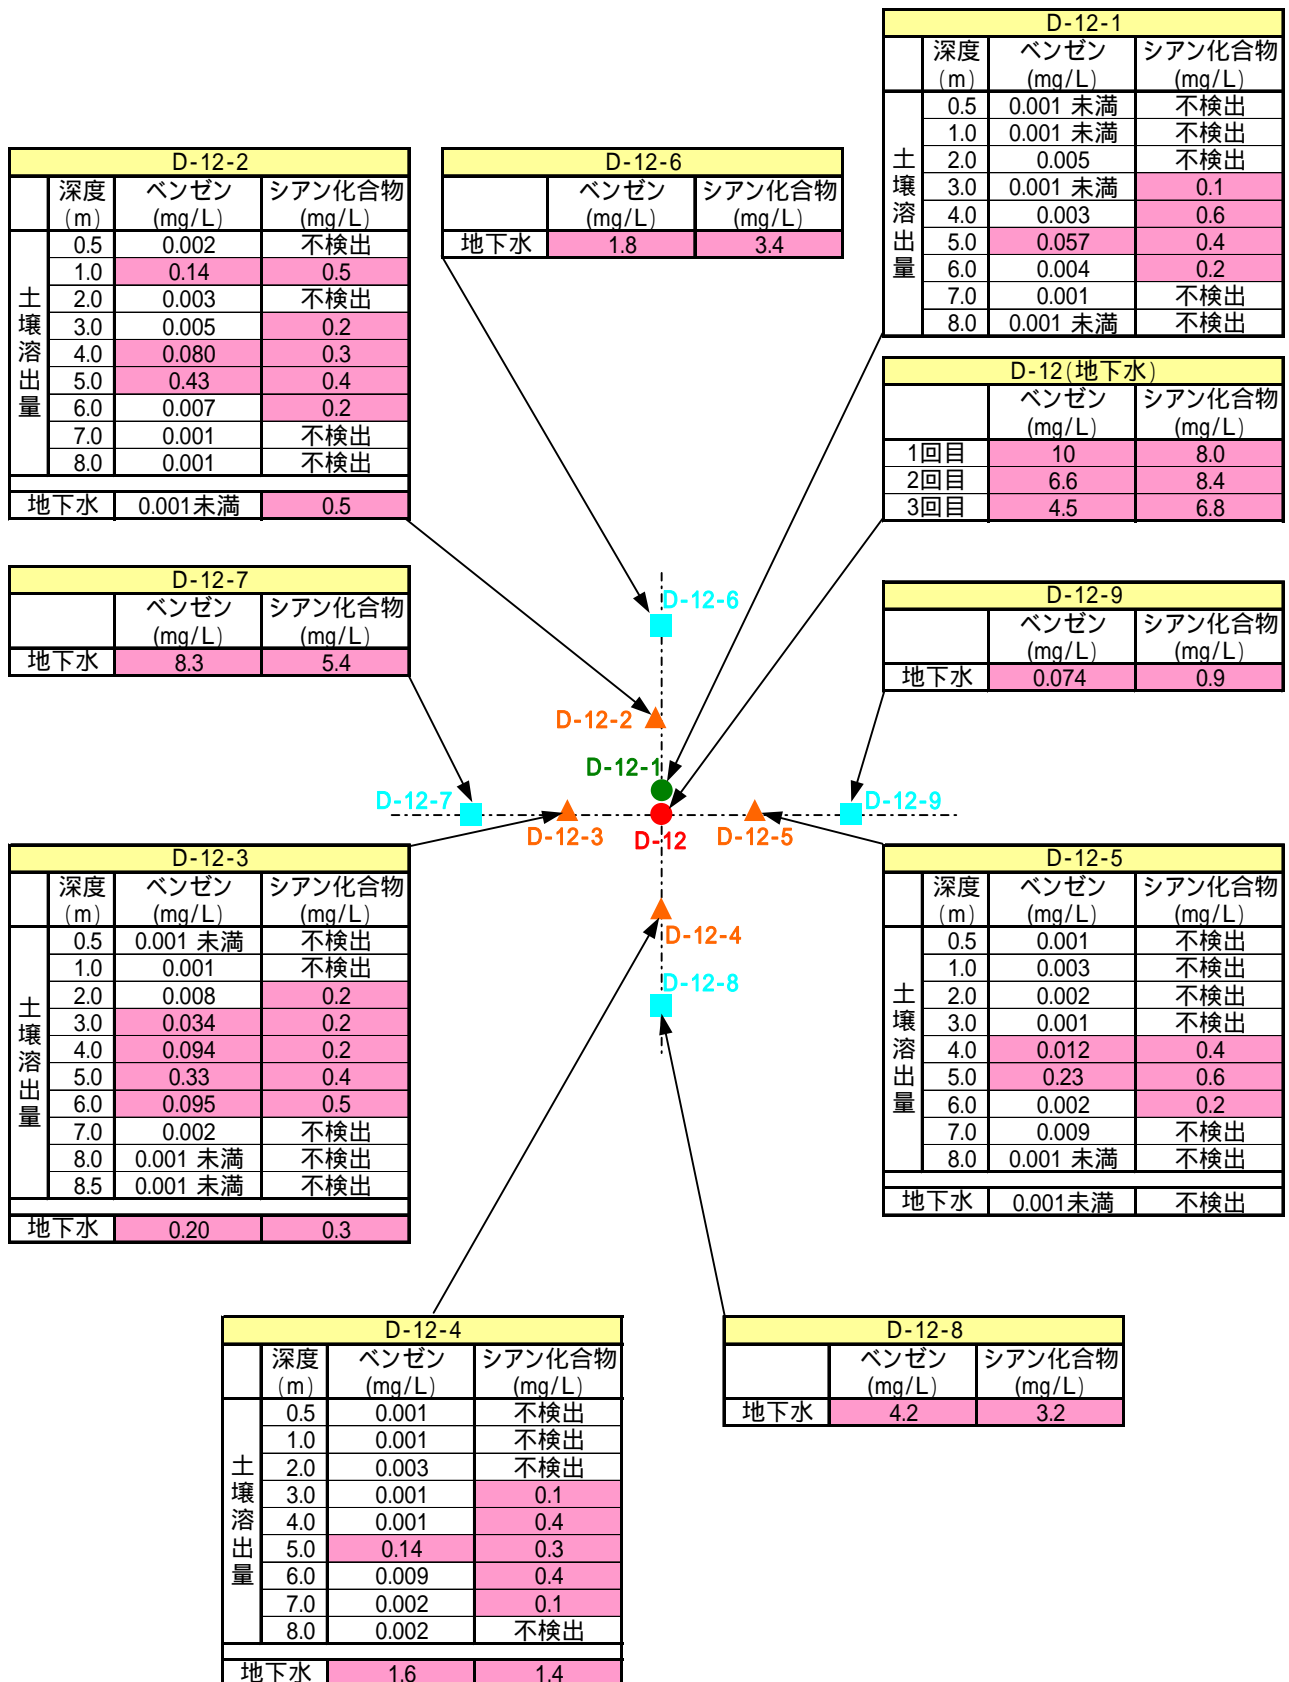 D-12-1
深度 ベンゼン シアン化合物
(m) (mg/L) (mg/L)
土壌溶出量
0.5 0.001 未満 不検出
1.0 0.001 未満 不検出
2.0 0.005 不検出
3.0 0.001 未満 0.1
4.0 0.003 0.6
5.0 0.057 0.4
6.0 0.004 0.2
7.0 0.001 不検出
8.0 0.001 未満 不検出
D-12-2
深度 ベンゼン シアン化合物
(m) (mg/L) (mg/L)
土壌溶出量
0.5 0.002 不検出
1.0 0.14 0.5
2.0 0.003 不検出
3.0 0.005 0.2
4.0 0.080 0.3
5.0 0.43 0.4
6.0 0.007 0.2
7.0 0.001 不検出
8.0 0.001 不検出
地下水 0.001未満 0.5
D-12-6
ベンゼン シアン化合物
(mg/L) (mg/L)
地下水 1.8 3.4
D-12(地下水)
ベンゼン シアン化合物
(mg/L) (mg/L)
1回目 10 8.0
2回目 6.6 8.4
3回目 4.5 6.8
D-12-7
ベンゼン シアン化合物
(mg/L) (mg/L)
地下水 8.3 5.4
D-12-9
ベンゼン シアン化合物
(mg/L) (mg/L)
地下水 0.074 0.9
D-12-6
D-12-2
D-12-1
D-12-7
D-12-9
D-12-3
D-12
D-12-5
D-12-4
D-12-8
D-12-3
深度 ベンゼン シアン化合物
(m) (mg/L) (mg/L)
土壌溶出量
0.5 0.001 未満 不検出
1.0 0.001 不検出
2.0 0.008 0.2
3.0 0.034 0.2
4.0 0.094 0.2
5.0 0.33 0.4
6.0 0.095 0.5
7.0 0.002 不検出
8.0 0.001 未満 不検出
8.5 0.001 未満 不検出
地下水 0.20 0.3
D-12-5
深度 ベンゼン シアン化合物
(m) (mg/L) (mg/L)
土壌溶出量
0.5 0.001 不検出
1.0 0.003 不検出
2.0 0.002 不検出
3.0 0.001 不検出
4.0 0.012 0.4
5.0 0.23 0.6
6.0 0.002 0.2
7.0 0.009 不検出
8.0 0.001 未満 不検出
地下水 0.001未満 不検出
D-12-4
深度 ベンゼン シアン化合物
(m) (mg/L) (mg/L)
土壌溶出量
0.5 0.001 不検出
1.0 0.001 不検出
2.0 0.003 不検出
3.0 0.001 0.1
4.0 0.001 0.4
5.0 0.14 0.3
6.0 0.009 0.4
7.0 0.002 0.1
8.0 0.002 不検出
地下水 1.6 1.4
D-12-8
ベンゼン シアン化合物
(mg/L) (mg/L)
地下水 4.2 3.2